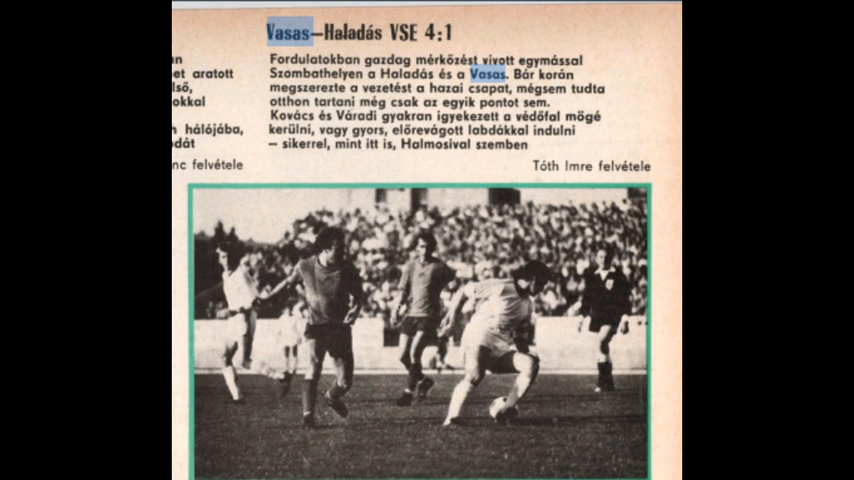 Vasas—Haladás VSE 4:1
Fordulatokban gazdag mérkőzést vivott egymással
Szombathelyen a Haladás és a Vasas. Bár korán
megszerezte a vezetést a hazai csapat, mégsem tudta
otthon tartani még csak az egyik pontot sem.
Kovács és Váradi gyakran igyekezett a védőfal mögé
kerülni, vagy gyors, előrevágott labdákkal indulni
— sikerrel, mint itt is, Halmosival szemben
Tóth Imre felvétele
aratott
hálójába,
felvétele